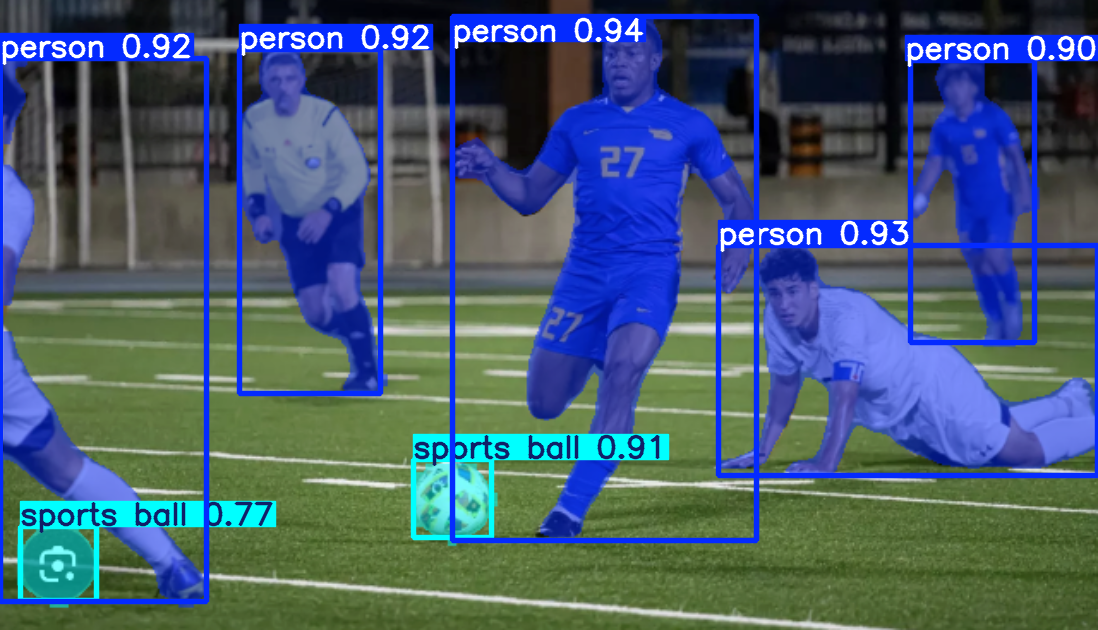 person 0.92
person 0.92
person 0.94
person 0.90
27
person 0.93
27
sports ball 0.91
sports ball 0.77